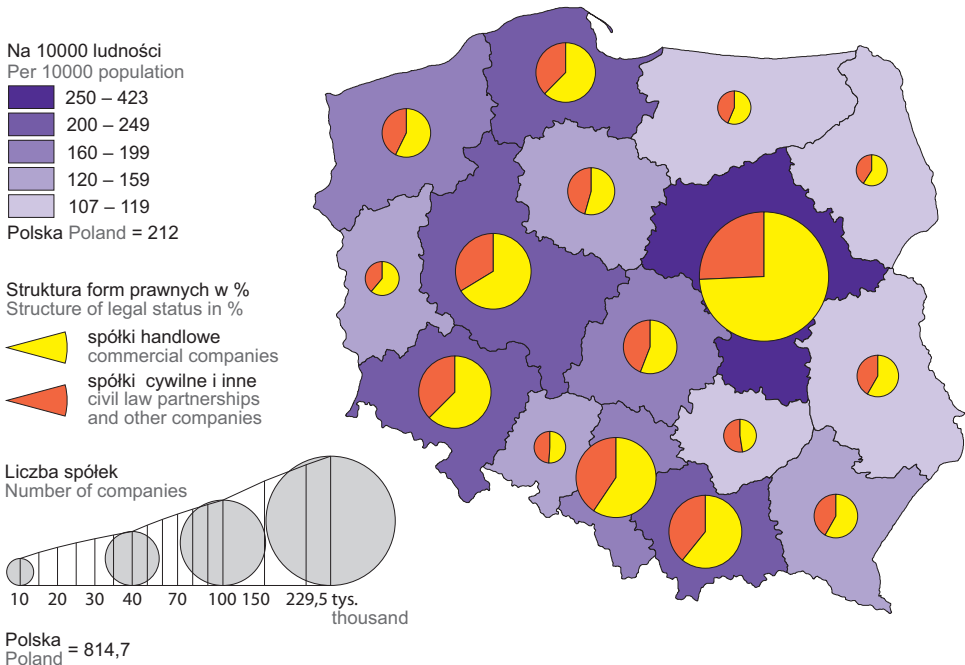 Na 10000 ludności
Per 10000 population
250 – 423
200 – 249
160 – 199
120 – 159
107 – 119
Polska Poland = 212
Struktura form prawnych w %
Structure of legal status in %
spółki handlowe
commercial companies
spółki cywilne i inne
civil law partnerships
and other companies
Liczba spółek
Number of companies
10 20 30 40 70 100 150 229,5 tys.
thousand
Polska
Poland = 814,7